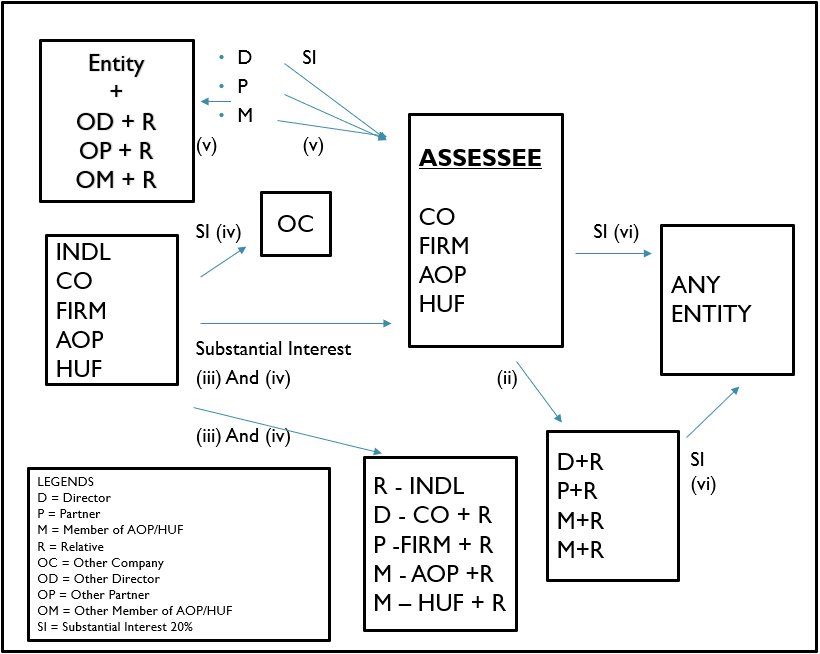 Entity
+
OD + R
OP + R
OM + R
• D
• P
• M
SI
(v)
(v)
ASSESSEE
CO
FIRM
AOP
HUF
SI (iv)
OC
INDL
CO
FIRM
AOP
HUF
Substantial Interest
(iii) And (iv)
(iii) And (iv)
SI (vi)
ANY
ENTITY
(ii)
SI
(vi)
D+R
P+R
M+R
M+R
R - INDL
D - CO + R
P -FIRM + R
M - AOP +R
M – HUF + R
LEGENDS
D = Director
P = Partner
M = Member of AOP/HUF
R = Relative
OC = Other Company
OD = Other Director
OP = Other Partner
OM = Other Member of AOP/HUF
SI = Substantial Interest 20%